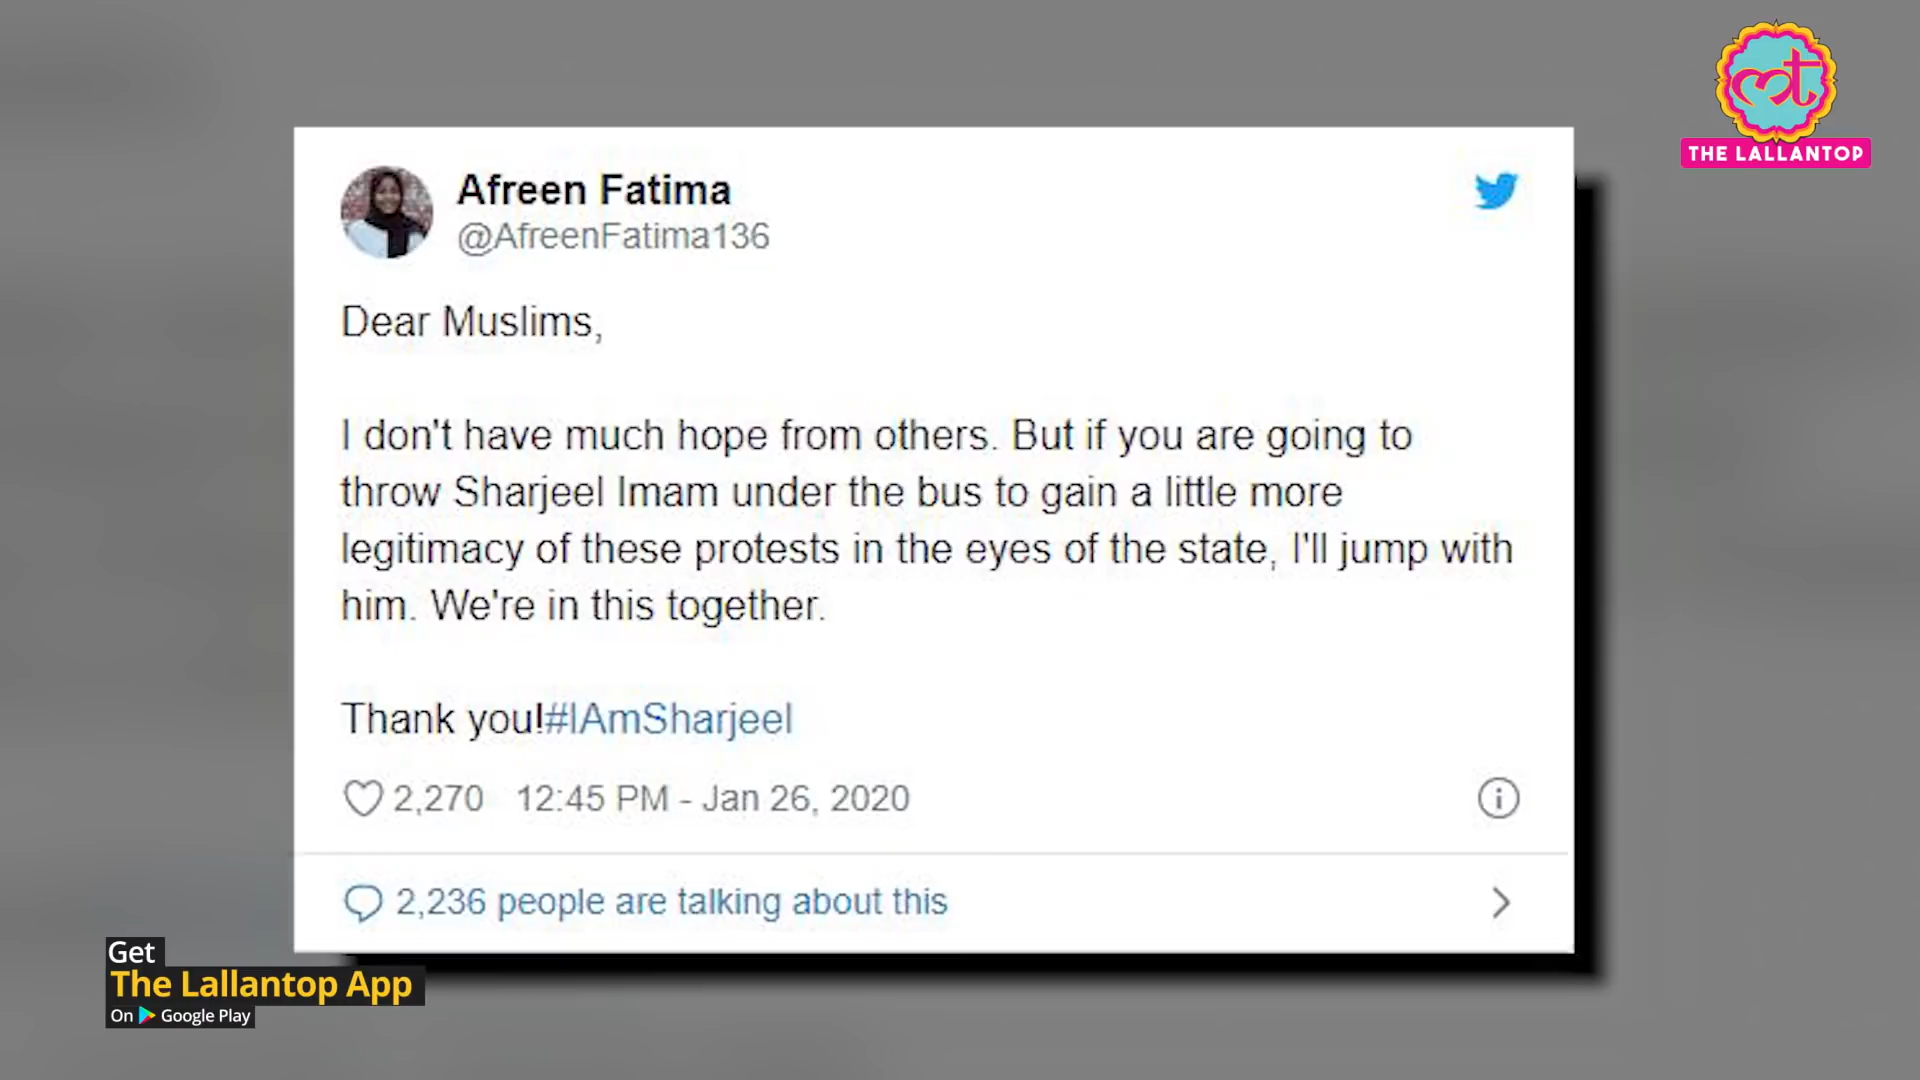 THE LALLANTOP
Afreen Fatima
@AfreenFatima136
Dear Muslims,
I don't have much hope from others. But if you are going to
throw Sharjeel Imam under the bus to gain a little more
legitimacy of these protests in the eyes of the state, I'll jump with
him. We're in this together.
Thank you!#IAmSharjeel
2,270 12:45 PM - Jan 26, 2020
2,236 people are talking about this
Get
The Lallantop App
On Google Play